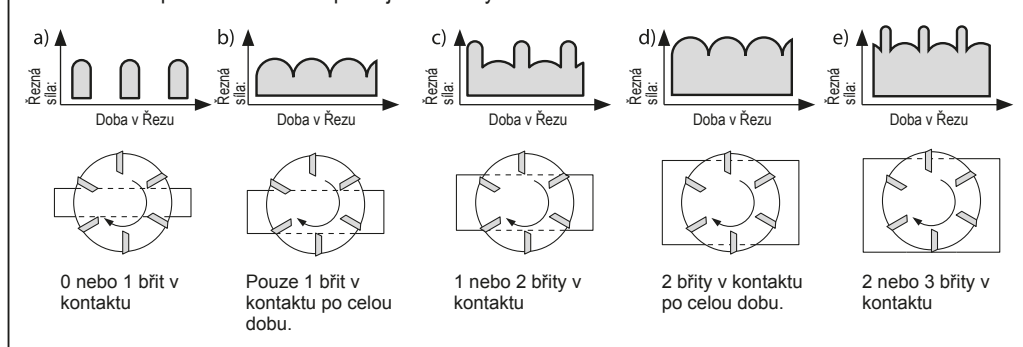 a)
Řezná
síla:
Doba v Řezu
b)
Řezná
síla:
Doba v Řezu
c)
Řezná
síla:
Doba v Řezu
d)
Řezná
síla:
Doba v Řezu
e)
Řezná
síla:
Doba v Řezu
0 nebo 1 břit v
kontaktu
Pouze 1 břit v
kontaktu po celou
dobu.
1 nebo 2 břity v
kontaktu
2 břity v kontaktu
po celou dobu.
2 nebo 3 břity v
kontaktu